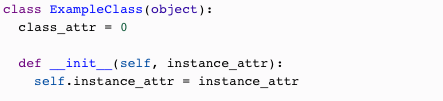 class ExampleClass(object):
  class_attr = 0

  def __init__(self, instance_attr):
    self.instance_attr = instance_attr